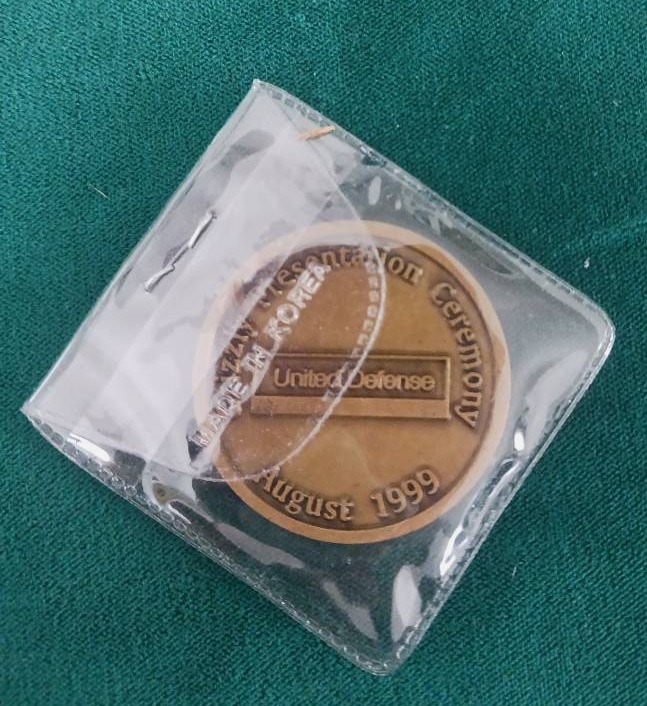 Presentation Ceremony
MADE IN KOREA
United Defense
August 1999